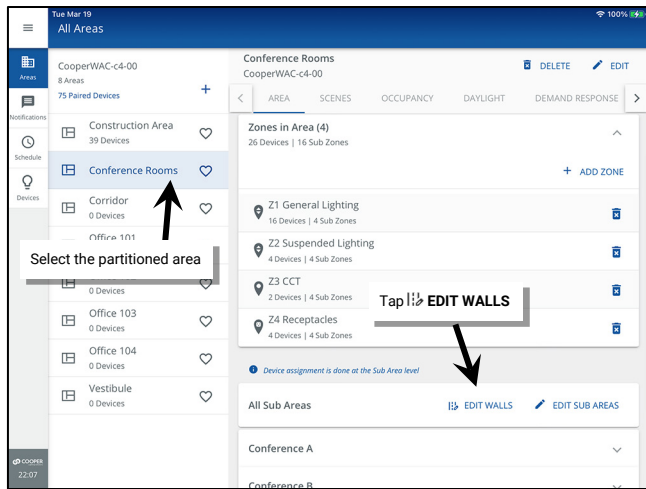 Tue Mar 19
100%
All Areas
Areas
Notifications
Schedule
Devices
COOPER
22:07
CooperWAC-c4-00
8 Areas
75 Paired Devices
+
Construction Area
39 Devices
Conference Rooms
Corridor
0 Devices
Office 101
Select the partitioned area
0 Devices
Office 103
0 Devices
Office 104
0 Devices
Vestibule
0 Devices
Conference Rooms
CooperWAC-c4-00
DELETE
EDIT
AREA SCENES OCCUPANCY DAYLIGHT DEMAND RESPONSE
Zones in Area (4)
26 Devices | 16 Sub Zones
+ ADD ZONE
Z1 General Lighting
16 Devices | 4 Sub Zones
Z2 Suspended Lighting
4 Devices | 4 Sub Zones
Z3 CCT
2 Devices | 4 Sub Zones
Tap EDIT WALLS
Z4 Receptacles
4 Devices | 4 Sub Zones
Device assignment is done at the Sub Area level
All Sub Areas
EDIT WALLS
EDIT SUB AREAS
Conference A
Conference B